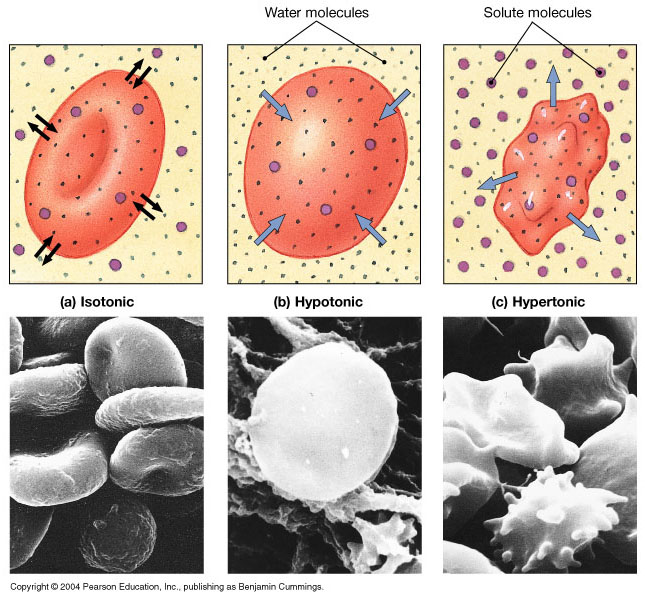 Water molecules
Solute molecules
(a) Isotonic
(b) Hypotonic
(c) Hypertonic
Copyright © 2004 Pearson Education, Inc., publishing as Benjamin Cummings.